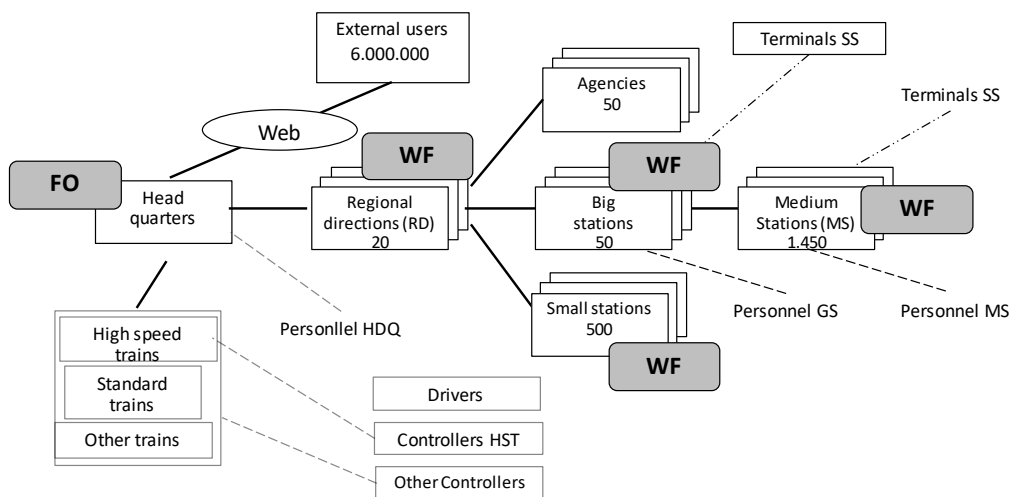 External users
6.000.000
Terminals SS
Agencies
50
Terminals SS
Web
WF
WF
FO
Head
quarters
Regional
directions (RD)
20
Big
stations
50
Medium
Stations (MS)
1.450
WF
Personllel HDQ
Small stations
500
WF
Personnel GS
Personnel MS
High speed
trains
Standard
trains
Other trains
Drivers
Controllers HST
Other Controllers